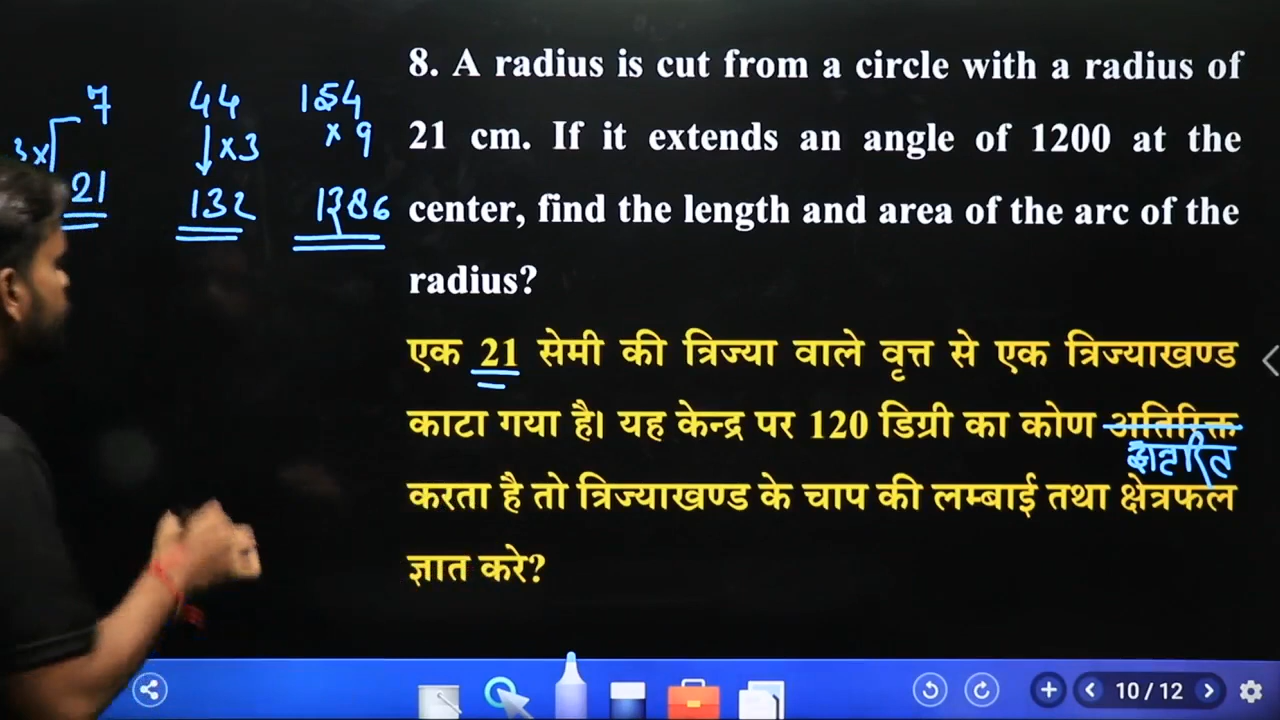 7 44 154
3× ↓×3 ×9
21 132 1386
8. A radius is cut from a circle with a radius of
21 cm. If it extends an angle of 1200 at the
center, find the length and area of the arc of the
radius?
एक 21 सेमी की त्रिज्या वाले वृत्त से एक त्रिज्याखण्ड
काटा गया है। यह केन्द्र पर 120 डिग्री का कोण अतिरिक्त
करता है तो त्रिज्याखण्ड के चाप की लम्बाई तथा क्षेत्रफल
ज्ञात करे?
10 / 12